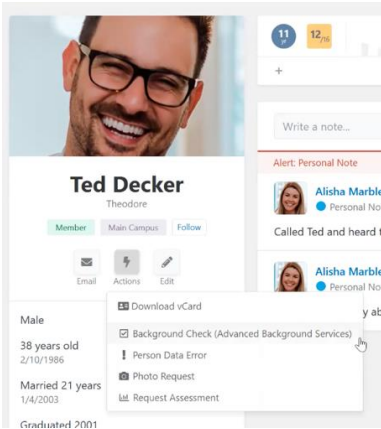 11
yr
12/16
+
Write a note...
Alert: Personal Note
Ted Decker
Theodore
Member Main Campus Follow
Email Actions Edit
Alisha Marble
Personal No
Called Ted and heard t
Alisha Marble
Personal No
y ab
Download vCard
Background Check (Advanced Background Services)
Person Data Error
Photo Request
Request Assessment
Male
38 years old
2/10/1986
Married 21 years
1/4/2003
Graduated 2001